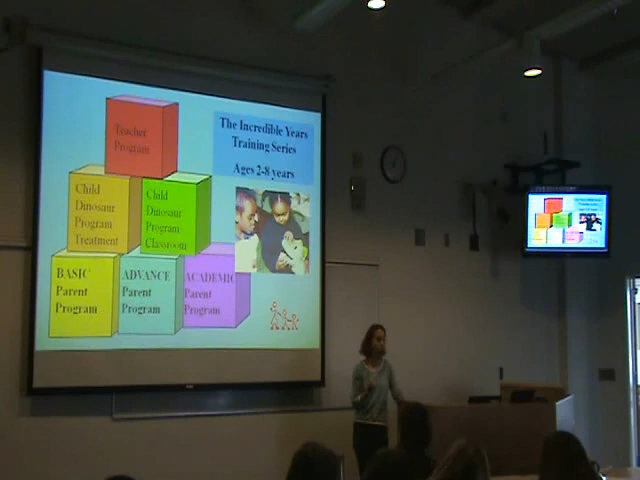 The Incredible Years
Training Series
Ages 2-8 years
Teacher
Program
Child
Dinosaur
Program
Treatment
Child
Dinosaur
Program
Classroom
BASIC
Parent
Program
ADVANCE
Parent
Program
ACADEMIC
Parent
Program